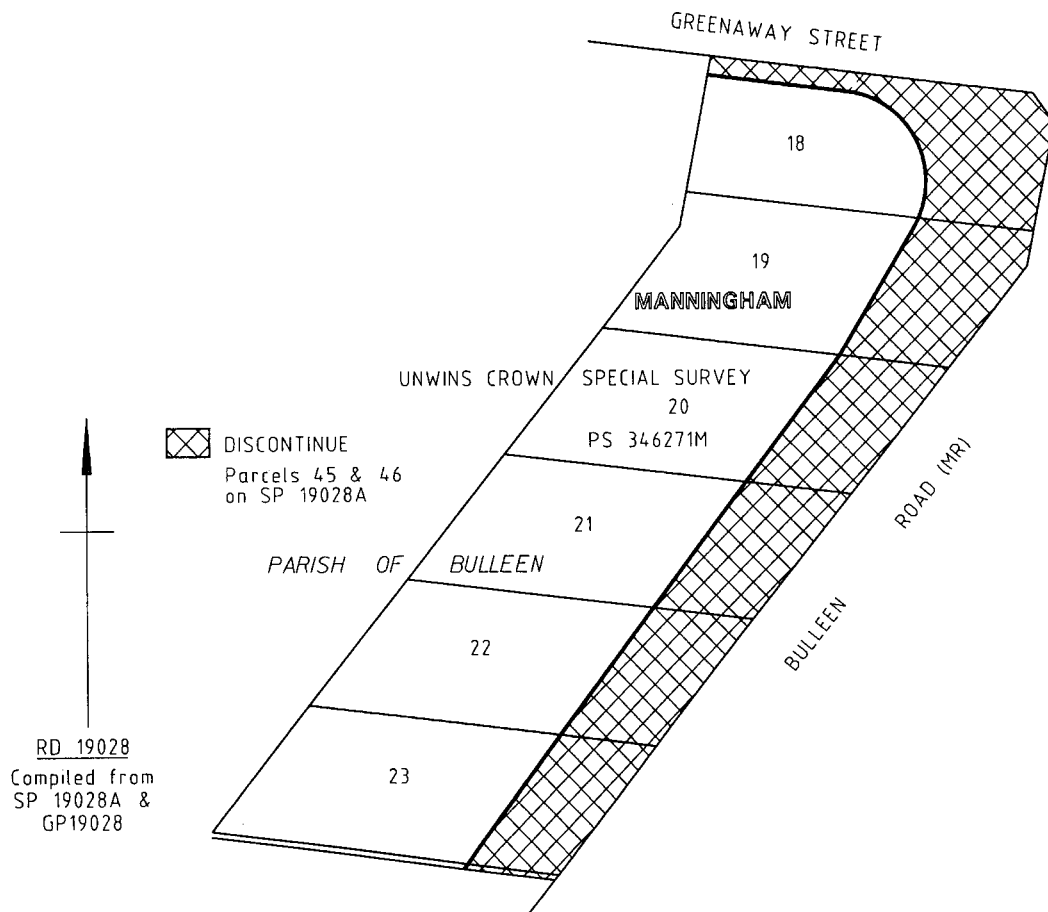 GREENAWAY STREET
18
19
MANNINGHAM
UNWINS CROWN SPECIAL SURVEY
20
PS 346271M
DISCONTINUE
Parcels 45 & 46
on SP 19028A
ROAD (MR)
21
PARISH OF BULLEEN
BULLEEN
22
23
RD 19028
Compiled from
SP 19028A &
GP19028